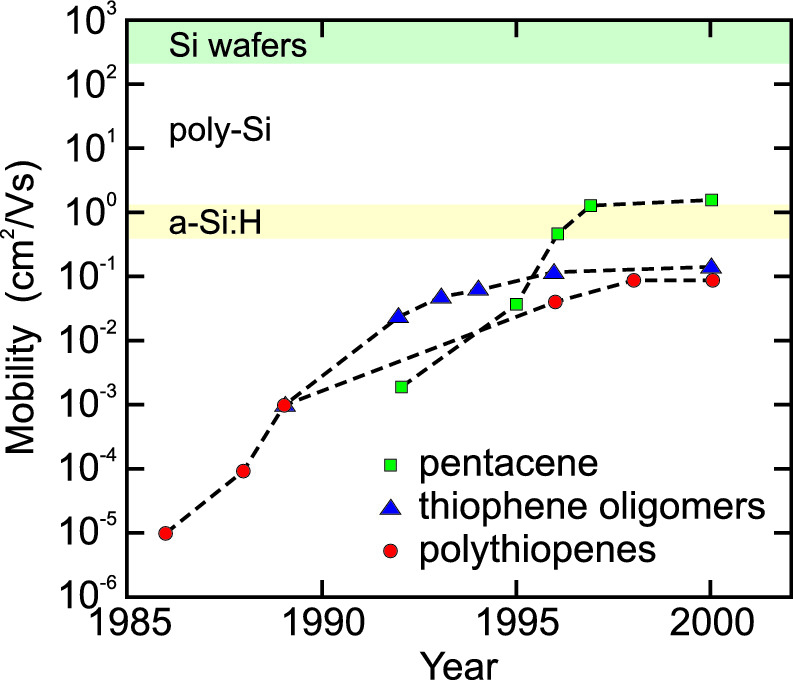 10³
Si wafers
10²
poly-Si
10¹
10⁰
a-Si:H
10⁻¹
10⁻²
10⁻³
10⁻⁴
10⁻⁵
10⁻⁶
Mobility (cm²/Vs)
pentacene
thiophene oligomers
polythiopenes
1985
1990
1995
2000
Year